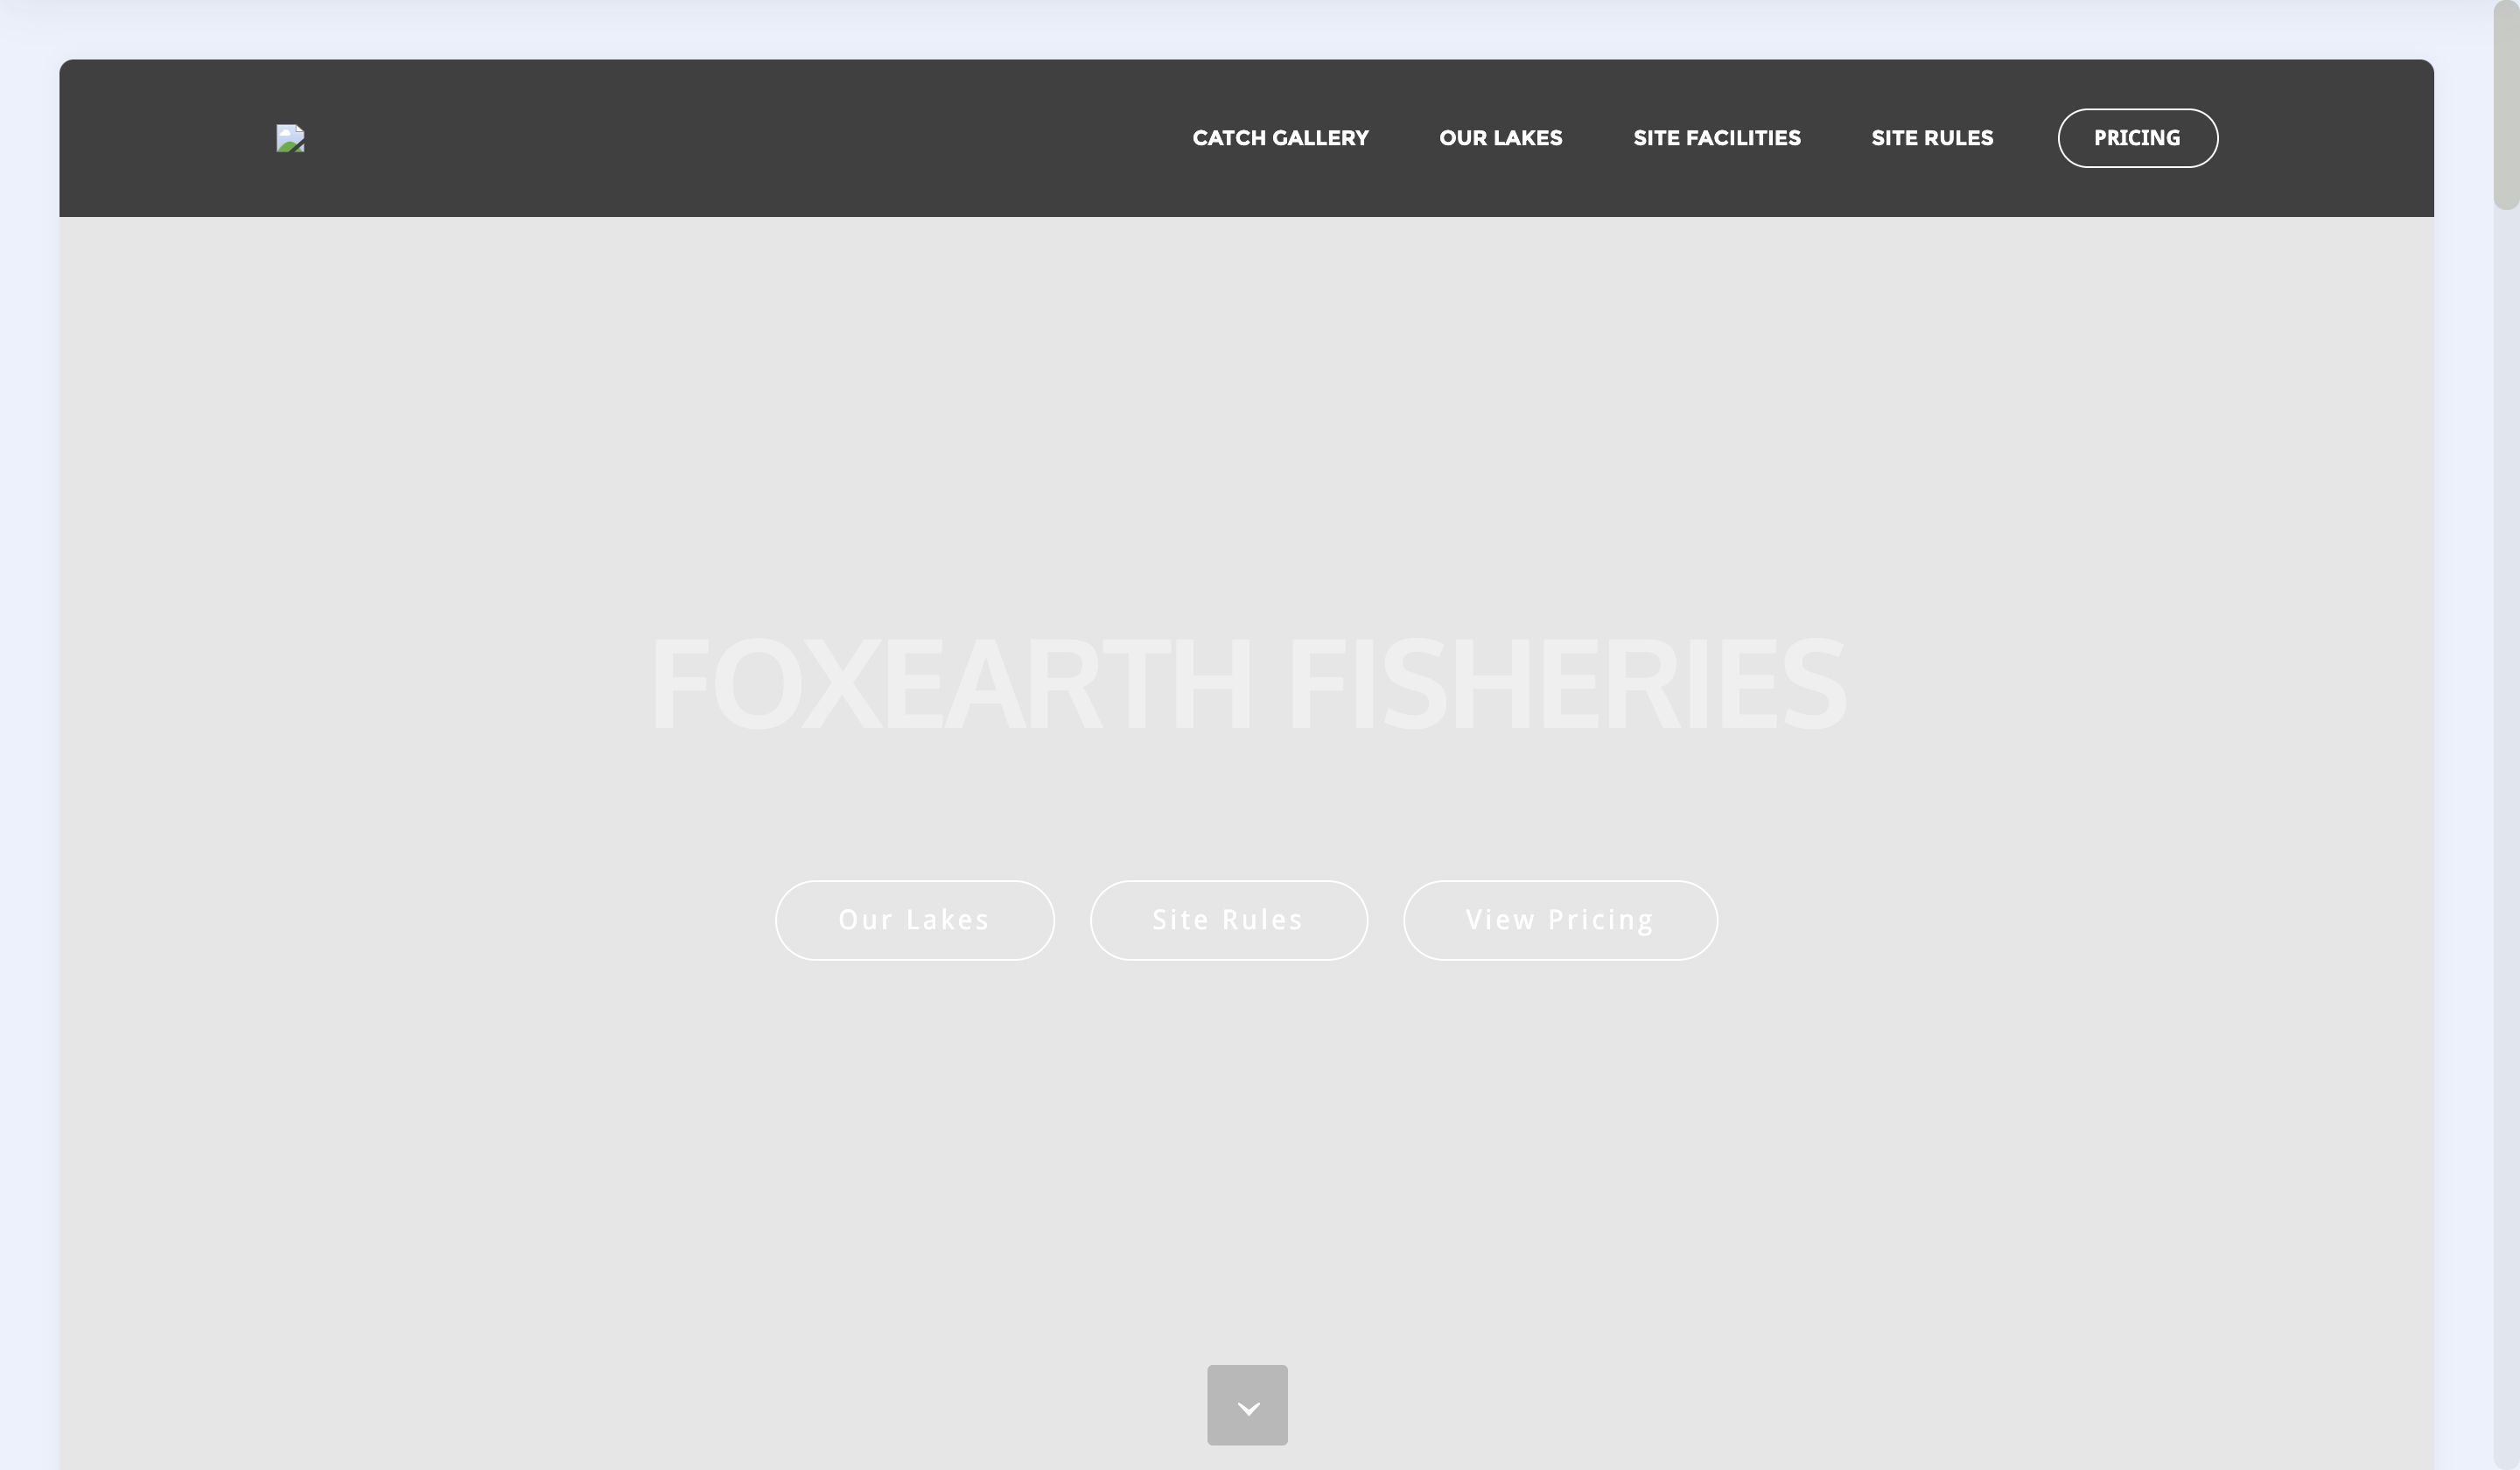 CATCH GALLERY OUR LAKES SITE FACILITIES SITE RULES PRICING
FOXEARTH FISHERIES
Our Lakes Site Rules View Pricing